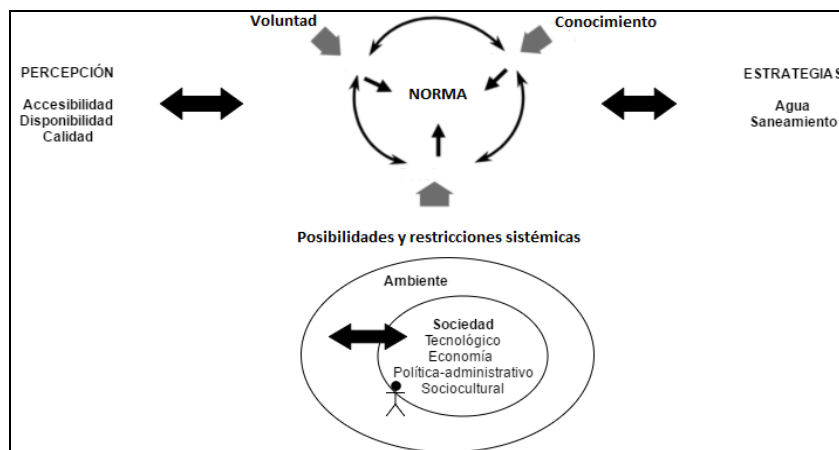 Voluntad
Conocimiento
PERCEPCIÓN
Accesibilidad
Disponibilidad
Calidad
NORMA
ESTRATEGIAS
Agua
Saneamiento
Posibilidades y restricciones sistémicas
Ambiente
Sociedad
Tecnológico
Economía
Política-administrativo
Sociocultural